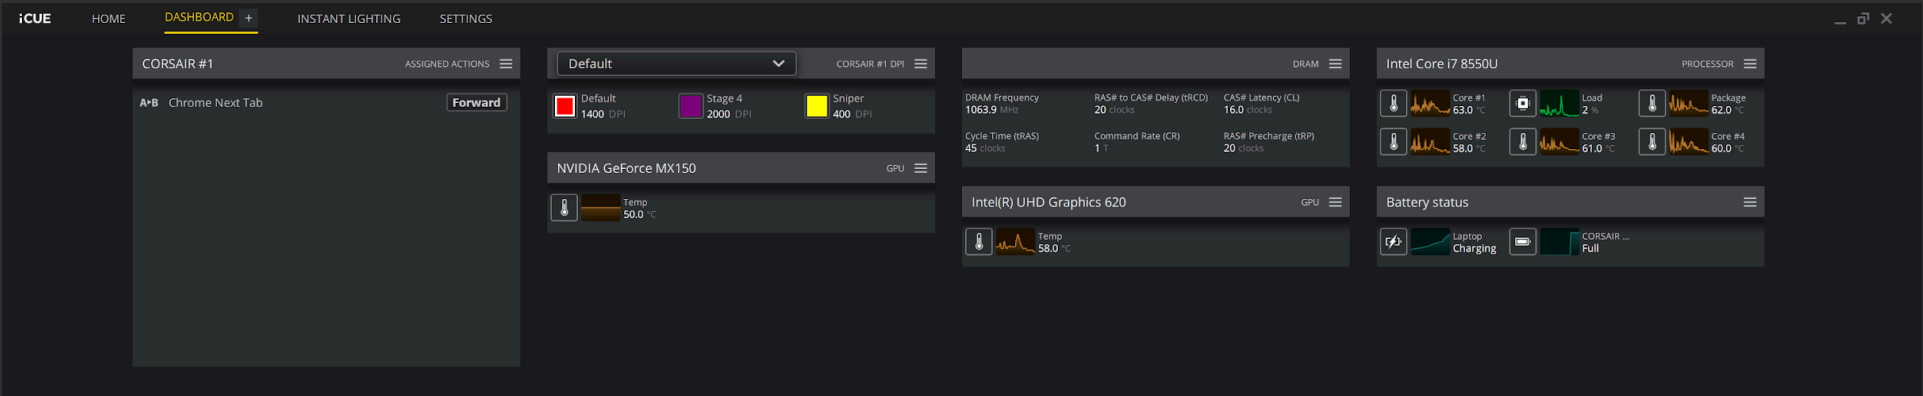 iCUE
HOME
DASHBOARD +
INSTANT LIGHTING
SETTINGS
CORSAIR #1
ASSIGNED ACTIONS
A▸B Chrome Next Tab
Forward
Default
CORSAIR #1 DPI
Default
1400 DPI
Stage 4
2000 DPI
Sniper
400 DPI
NVIDIA GeForce MX150
GPU
Temp
50.0 °C
DRAM
DRAM Frequency
1063.9 MHz
RAS# to CAS# Delay (tRCD)
20 clocks
CAS# Latency (CL)
16.0 clocks
Cycle Time (tRAS)
45 clocks
Command Rate (CR)
1 T
RAS# Precharge (tRP)
20 clocks
Intel(R) UHD Graphics 620
GPU
Temp
58.0 °C
Intel Core i7 8550U
PROCESSOR
Core #1
63.0 °C
Load
2 %
Package
62.0 °C
Core #2
58.0 °C
Core #3
61.0 °C
Core #4
60.0 °C
Battery status
Laptop
Charging
CORSAIR ...
Full